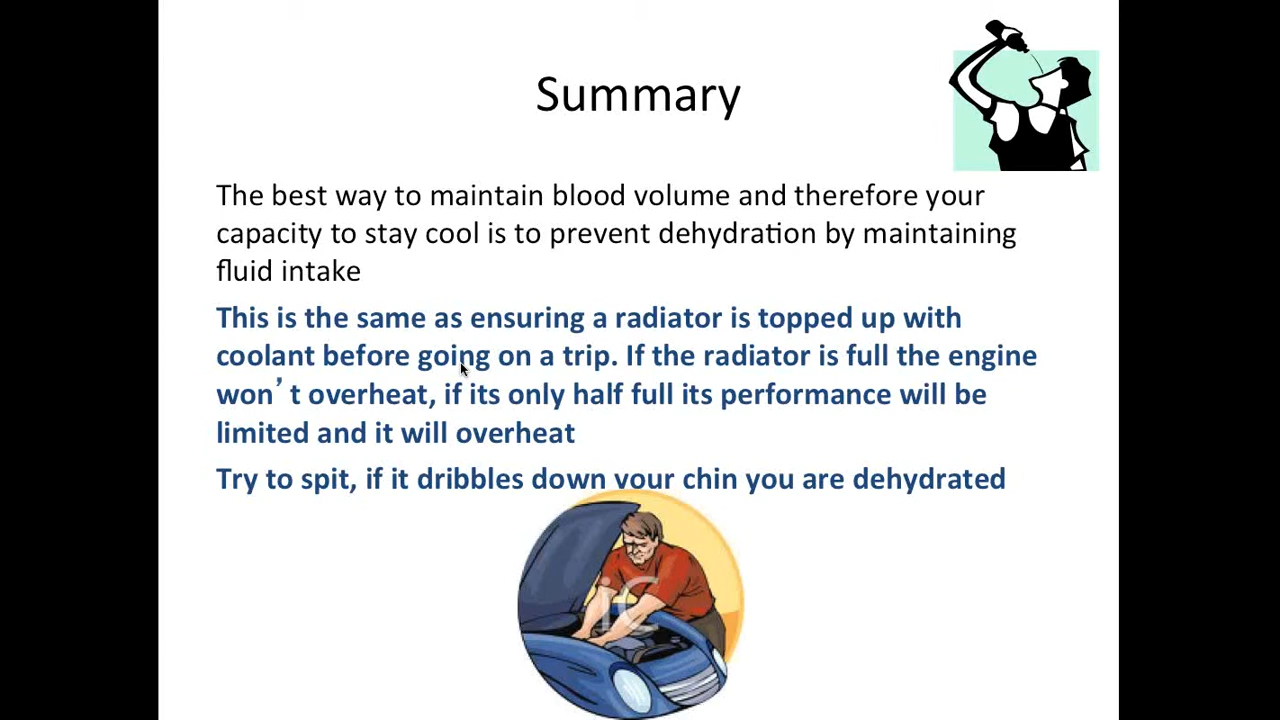 Summary
The best way to maintain blood volume and therefore your
capacity to stay cool is to prevent dehydration by maintaining
fluid intake
This is the same as ensuring a radiator is topped up with
coolant before going on a trip. If the radiator is full the engine
won’t overheat, if its only half full its performance will be
limited and it will overheat
Try to spit, if it dribbles down your chin you are dehydrated
iC